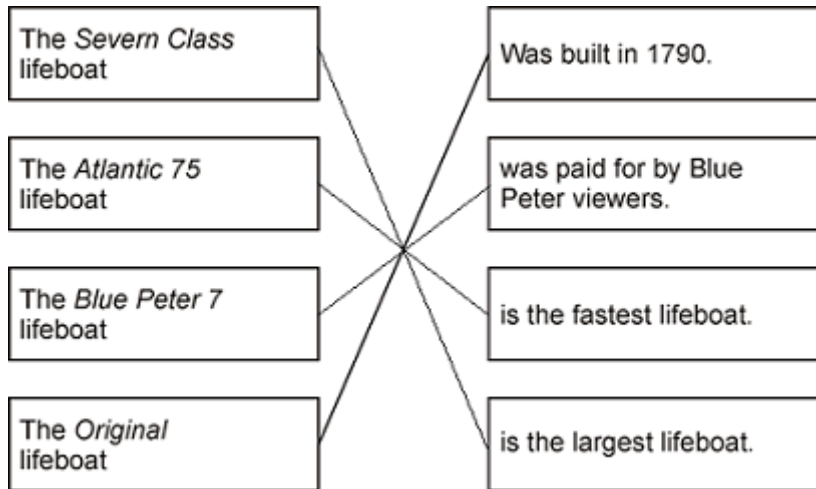 The Severn Class
lifeboat
Was built in 1790.
The Atlantic 75
lifeboat
was paid for by Blue
Peter viewers.
The Blue Peter 7
lifeboat
is the fastest lifeboat.
The Original
lifeboat
is the largest lifeboat.